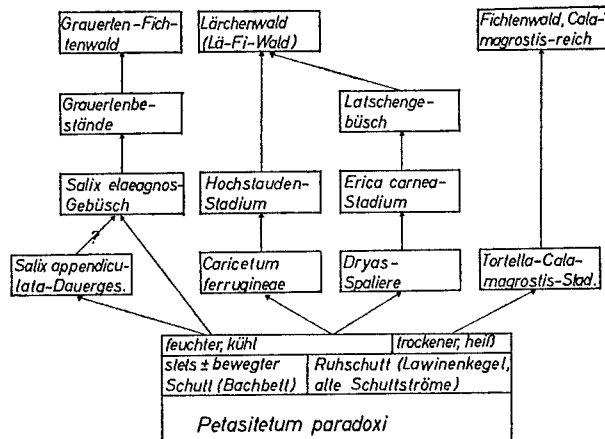 Grauerlen-Fich-
tenwald
Lärchenwald
(Lä-Fi-Wald)
Fichtenwald, Cala-
magrostis-reich
Grauerlenbe-
stände
Latschenge-
büsch
Salix elaeagnos-
Gebüsch
Hochstauden-
Stadium
Erica carnea-
Stadium
?
Salix appendicu-
lata-Dauerges.
Caricetum
ferrugineae
Dryas-
Spaliere
Tortella-Cala-
magrostis-Stad.
feuchter, kühl
trockener, heiß
stets ± bewegter
Schutt (Bachbett)
Ruhschutt (Lawinenkegel,
alte Schuttströme)
Petasitetum paradoxi